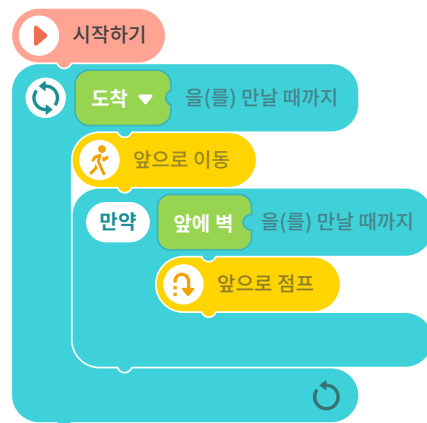 시작하기
도착 을(를) 만날 때까지
앞으로 이동
만약 앞에 벽 을(를) 만날 때까지
앞으로 점프